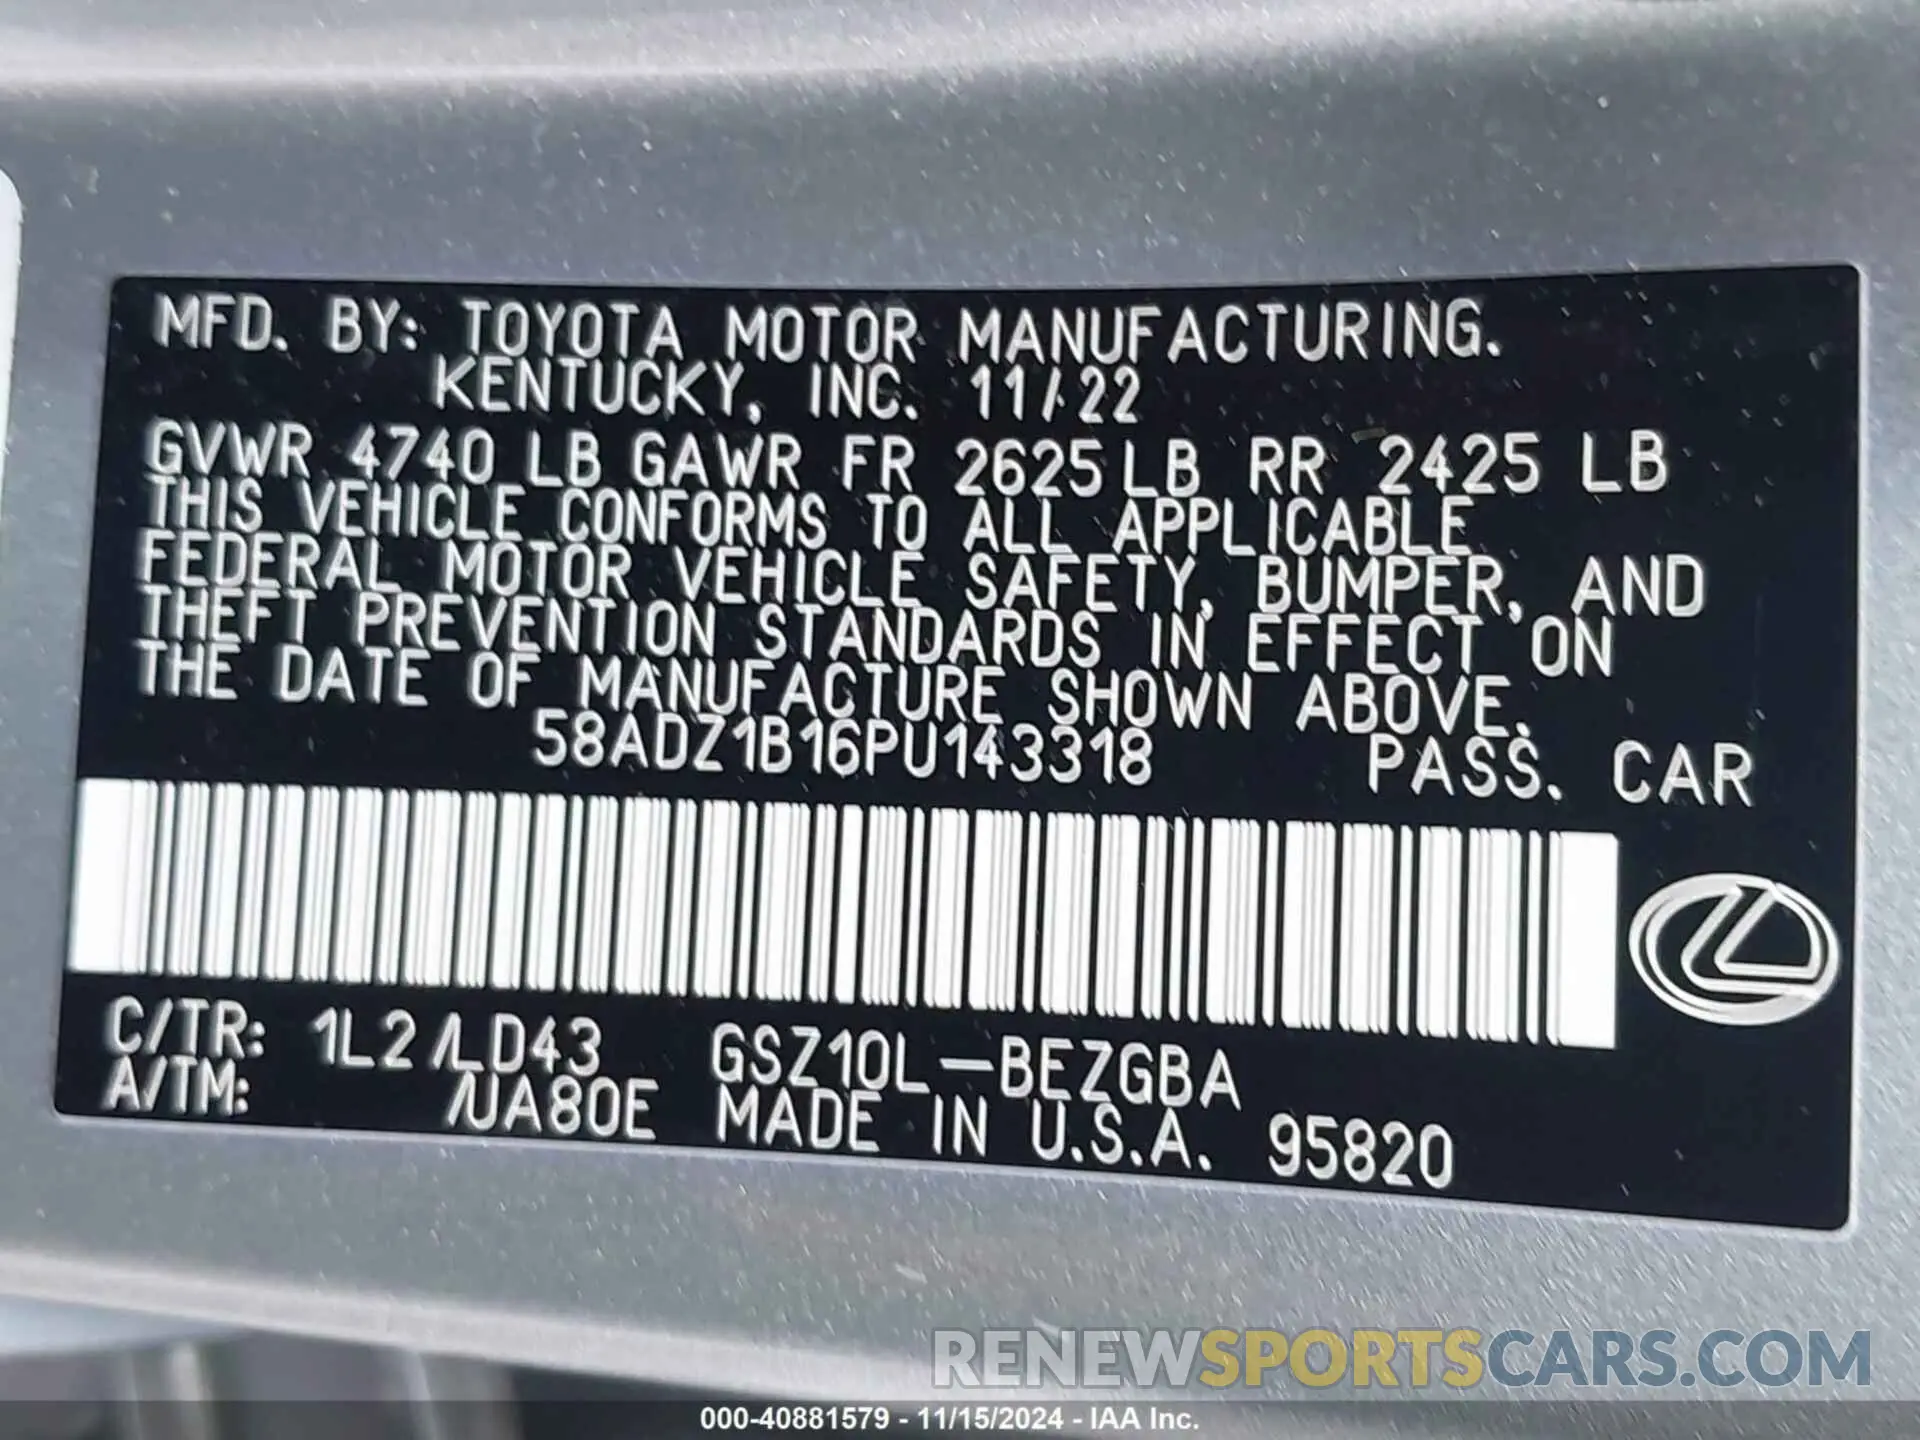 MFD. BY: TOYOTA MOTOR MANUFACTURING.
KENTUCKY, INC. 11/22
GVWR 4740 LB GAWR FR 2625 LB RR 2425 LB
THIS VEHICLE CONFORMS TO ALL APPLICABLE
FEDERAL MOTOR VEHICLE SAFETY, BUMPER, AND
THEFT PREVENTION STANDARDS IN EFFECT ON
THE DATE OF MANUFACTURE SHOWN ABOVE.
58ADZ1B16PU143318 PASS. CAR
C/TR: 1L2/LD43 GSZ10L-BEZGBA
A/TM: /UA80E MADE IN U.S.A. 95820
RENEWSPORTSCARS.COM
000-40881579 - 11/15/2024 - IAA Inc.